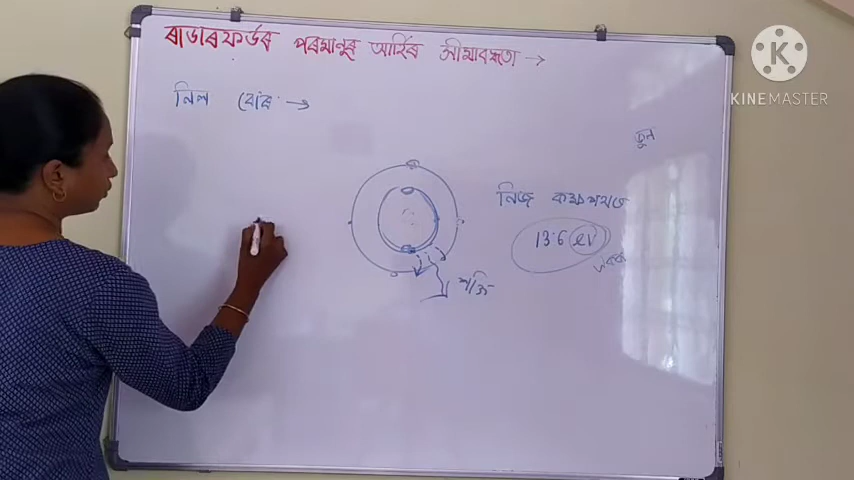 ৰাডাৰফৰ্ডৰ পৰমাণুৰ আৰ্হিৰ সীমাবদ্ধতা →
নিল বোৰ →
নিজ কক্ষপথত
13.6 eV
শক্তি
KINEMASTER